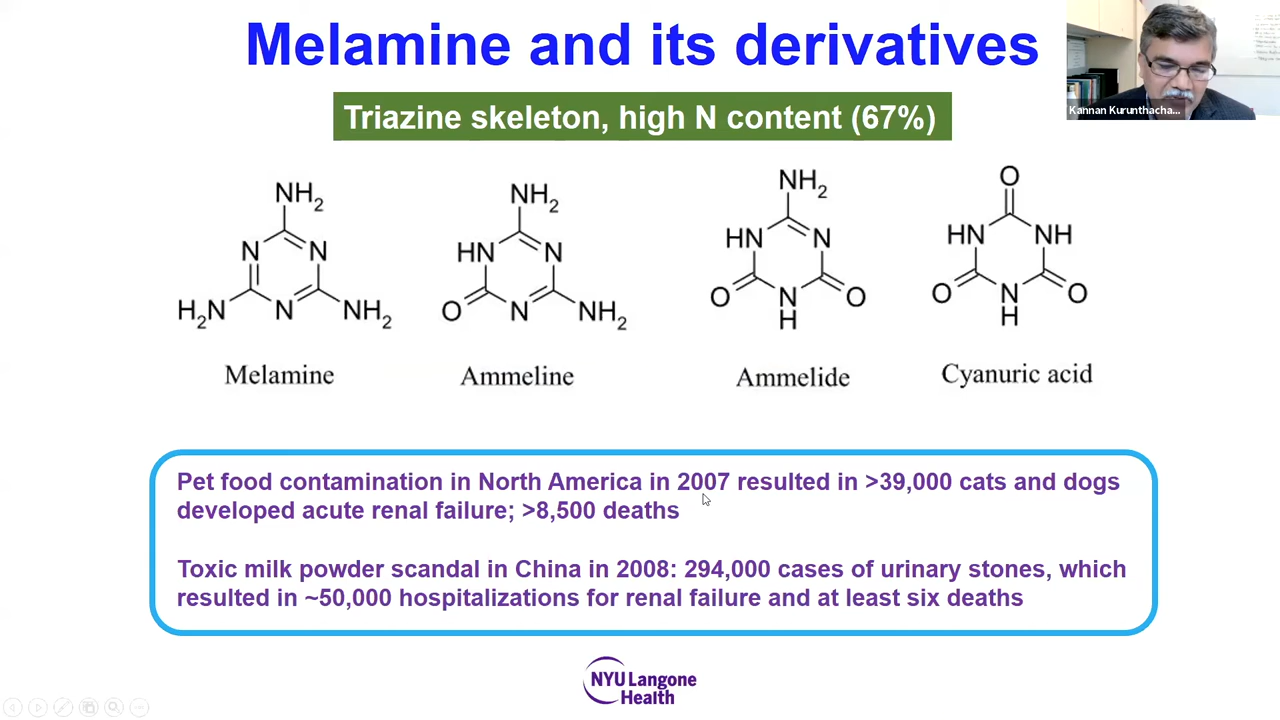 Melamine and its derivatives
Kannan Kurunthacha...
Triazine skeleton, high N content (67%)
NH2
N
N
H2N
N
NH2
Melamine
NH2
HN
N
O
N
NH2
Ammeline
NH2
HN
N
O
N
H
O
Ammelide
O
HN
NH
O
N
H
O
Cyanuric acid
Pet food contamination in North America in 2007 resulted in >39,000 cats and dogs
developed acute renal failure; >8,500 deaths
Toxic milk powder scandal in China in 2008: 294,000 cases of urinary stones, which
resulted in ~50,000 hospitalizations for renal failure and at least six deaths
NYU Langone
Health